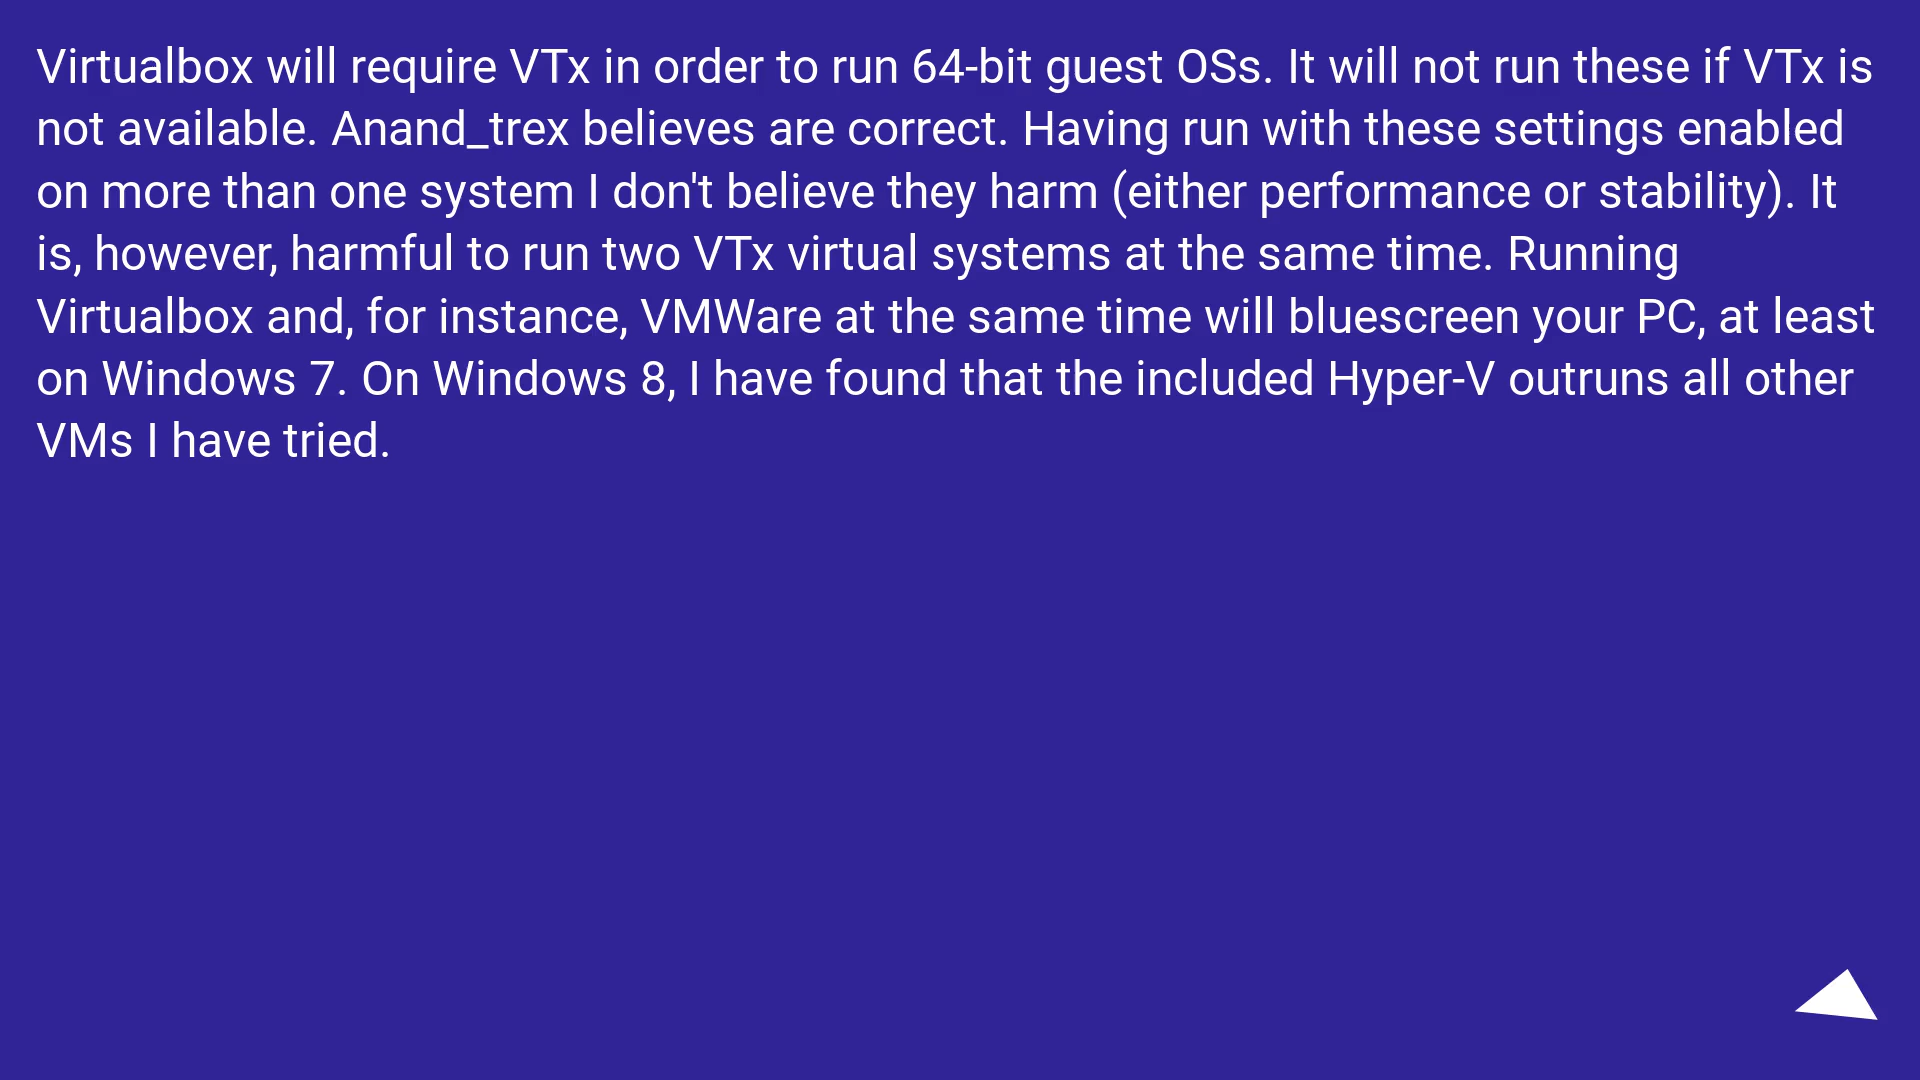 Virtualbox will require VTx in order to run 64-bit guest OSs. It will not run these if VTx is
not available. Anand_trex believes are correct. Having run with these settings enabled
on more than one system I don't believe they harm (either performance or stability). It
is, however, harmful to run two VTx virtual systems at the same time. Running
Virtualbox and, for instance, VMWare at the same time will bluescreen your PC, at least
on Windows 7. On Windows 8, I have found that the included Hyper-V outruns all other
VMs I have tried.